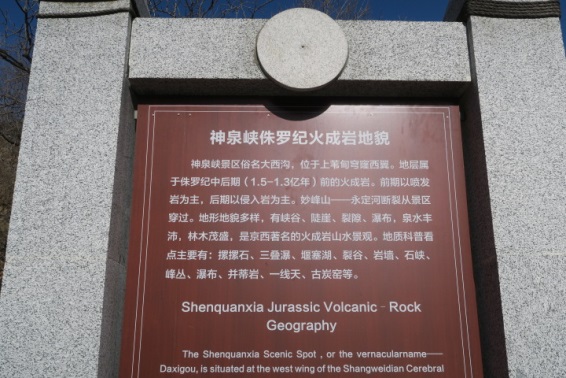 神泉峡侏罗纪火成岩地貌
神泉峡景区俗名大西沟，位于上苇甸穹窿西翼。地层属
于侏罗纪中后期（1.5-1.3亿年）前的火成岩。前期以喷发
岩为主，后期以侵入岩为主。妙峰山——永定河断裂从景区
穿过。地形地貌多样，有峡谷、陡崖、裂隙、瀑布，泉水丰
沛，林木茂盛，是京西著名的火成岩山水景观。地质科普看
点主要有：摞摞石、三叠瀑、堰塞湖、裂谷、岩墙、石峡、
峰丛、瀑布、并蒂岩、一线天、古炭窑等。
Shenquanxia Jurassic Volcanic - Rock
Geography
The Shenquanxia Scenic Spot , or the vernacularname——
Daxigou, is situated at the west wing of the Shangweidian Cerebral